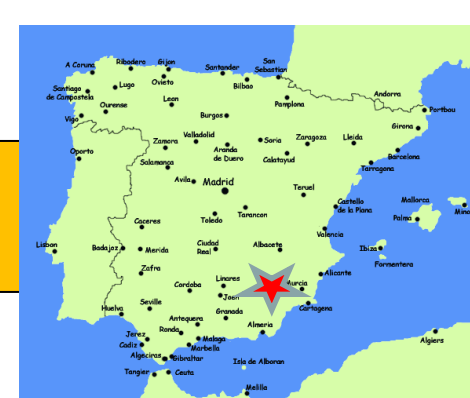 A Coruna
Ribadeo
Gijon
Santander
San
Sebastian
Oviedo
Bilbao
Santiago
de Campostela
Lugo
Leon
Pamplona
Andorra
Portbou
Ourense
Vigo
Burgos
Girona
Valladolid
Zamora
Soria
Zaragoza
Lleida
Barcelona
Oporto
Aranda
de Duero
Calatayud
Tarragona
Salamanca
Avila
Madrid
Teruel
Castello
de la Plana
Mallorca
Palma
Toledo
Tarancon
Caceres
Valencia
Lisbon
Badajoz
Merida
Ciudad
Real
Albacete
Ibiza
Formentera
Zafra
Alicante
Linares
Cordoba
Jaen
Cartagena
Huelva
Seville
Granada
Antequera
Almeria
Ronda
Malaga
Jerez
Cadiz
Marbella
Algiers
Algeciras
Gibraltar
Isla de Alboran
Tangier
Ceuta
Melilla